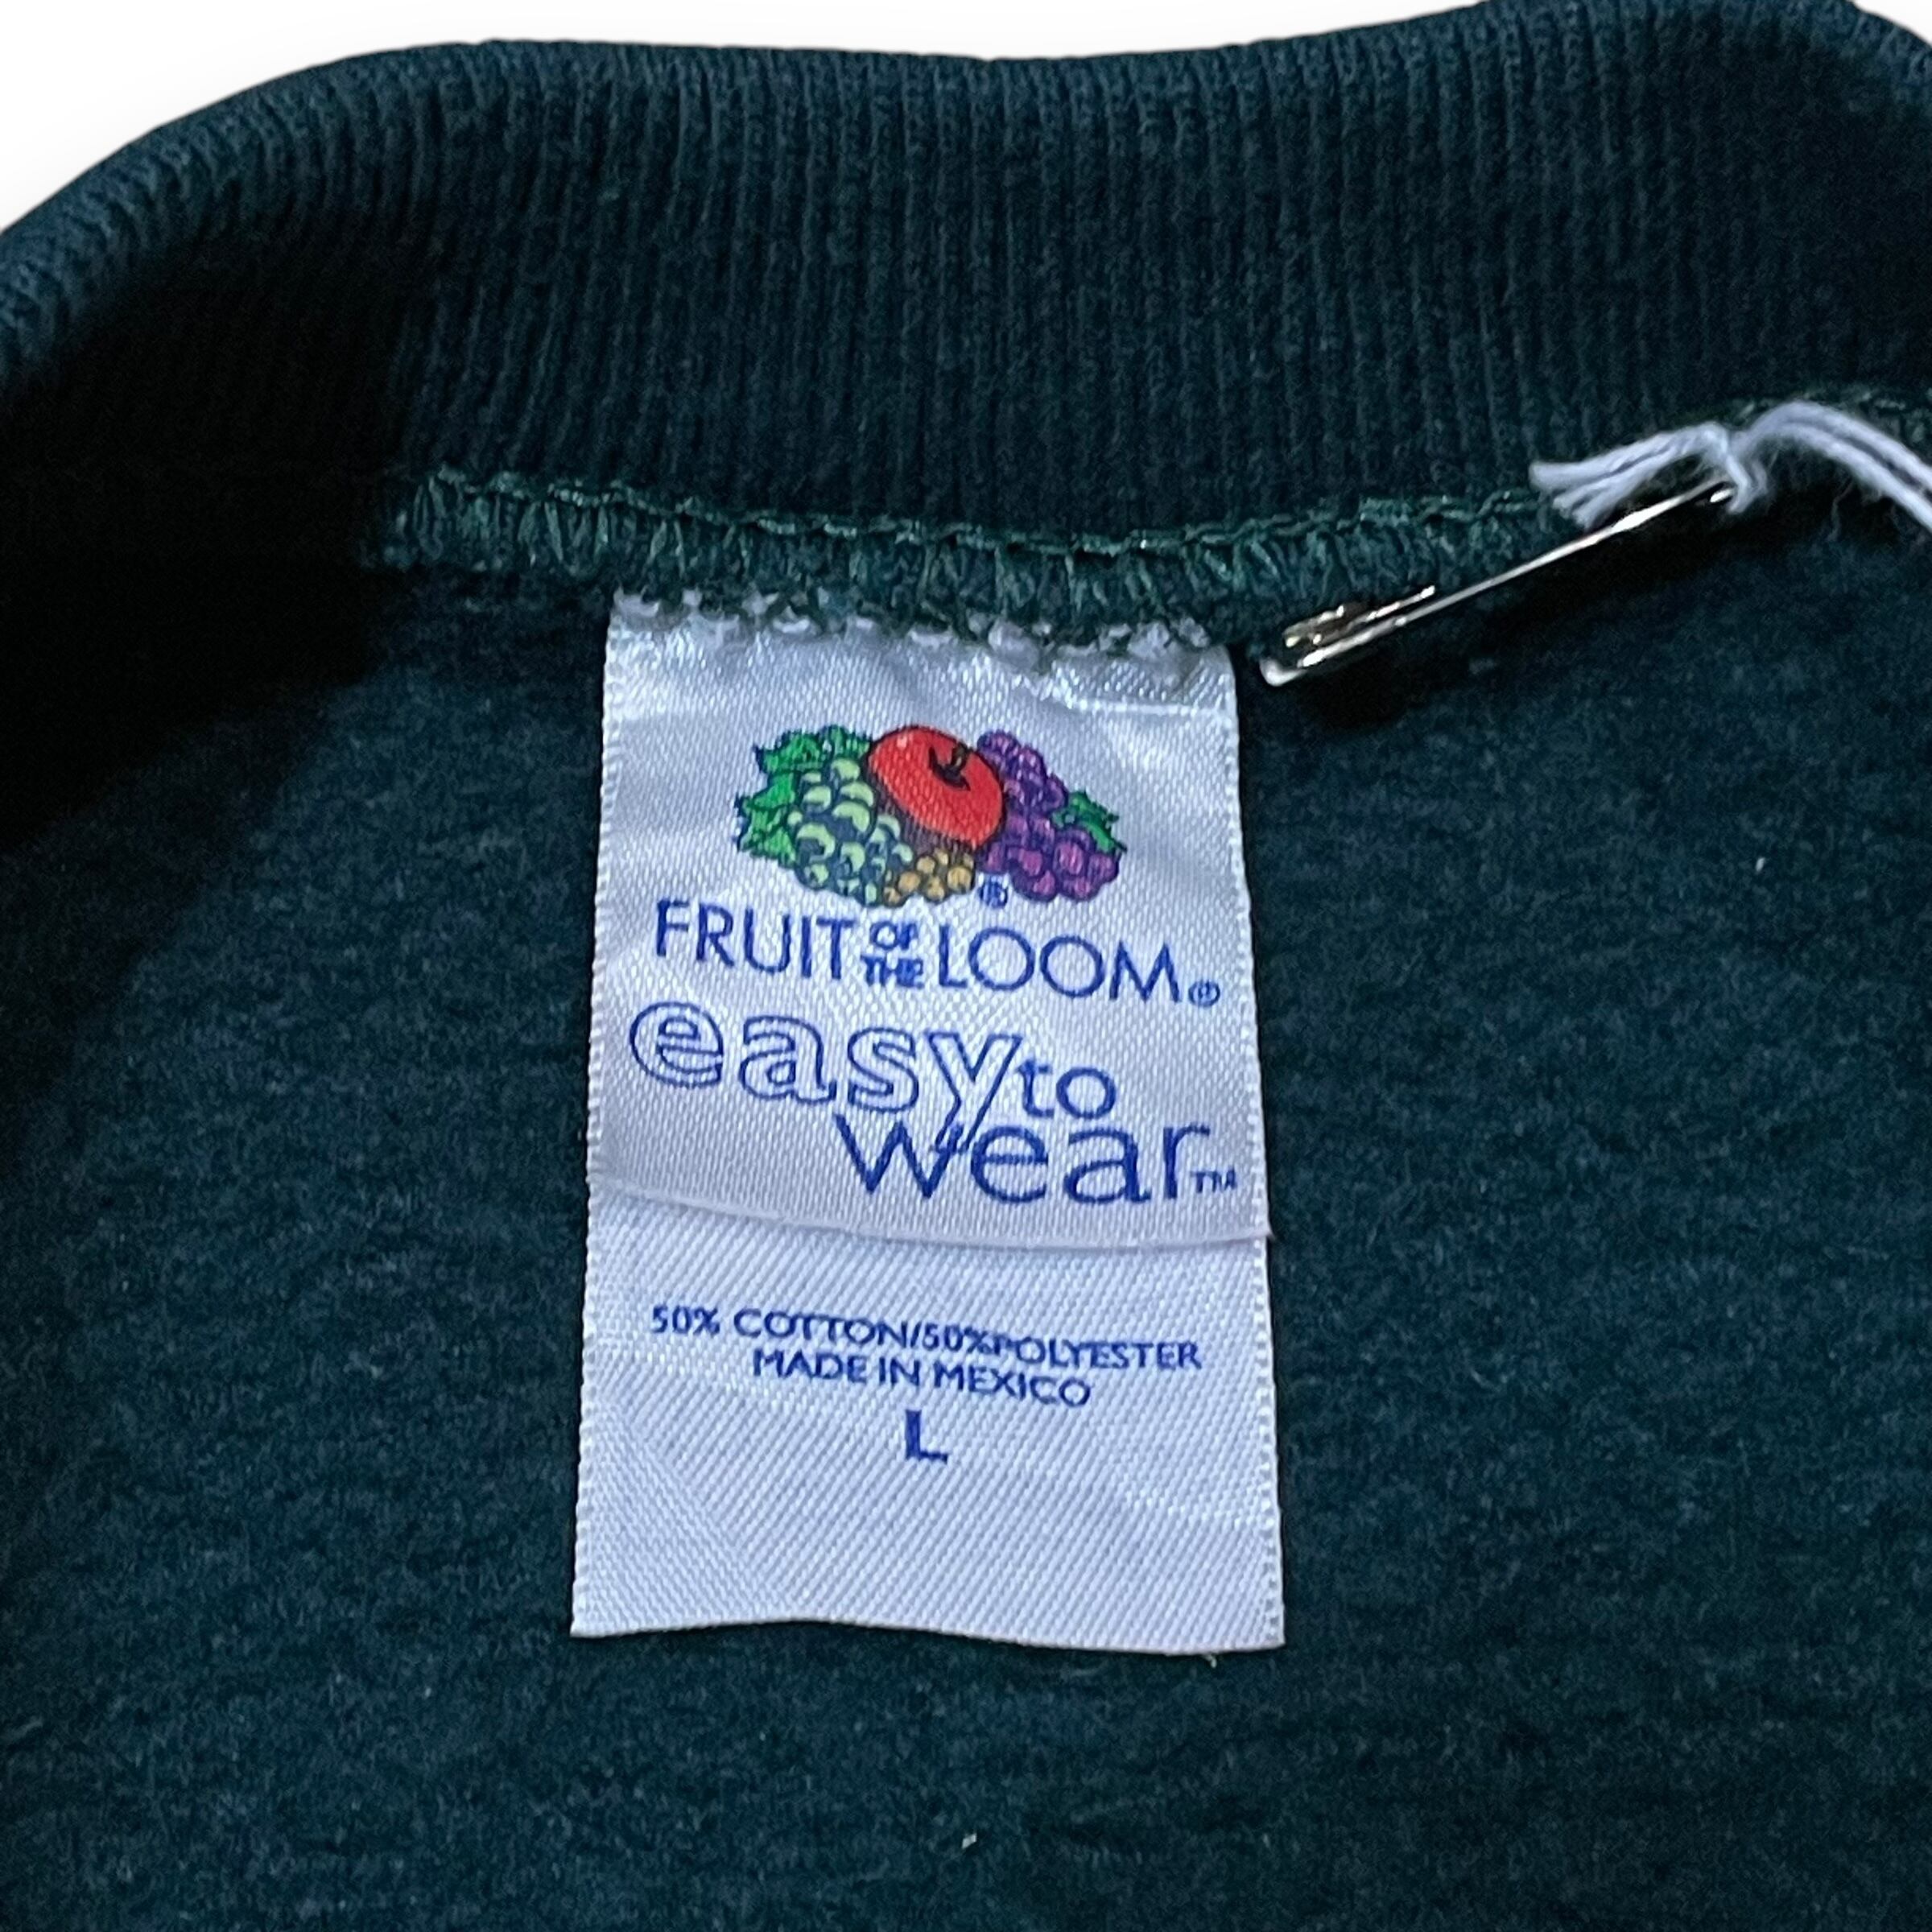 ®
FRUIT OF THE LOOM®
easy to
wear™
50% COTTON/50%POLYESTER
MADE IN MEXICO
L